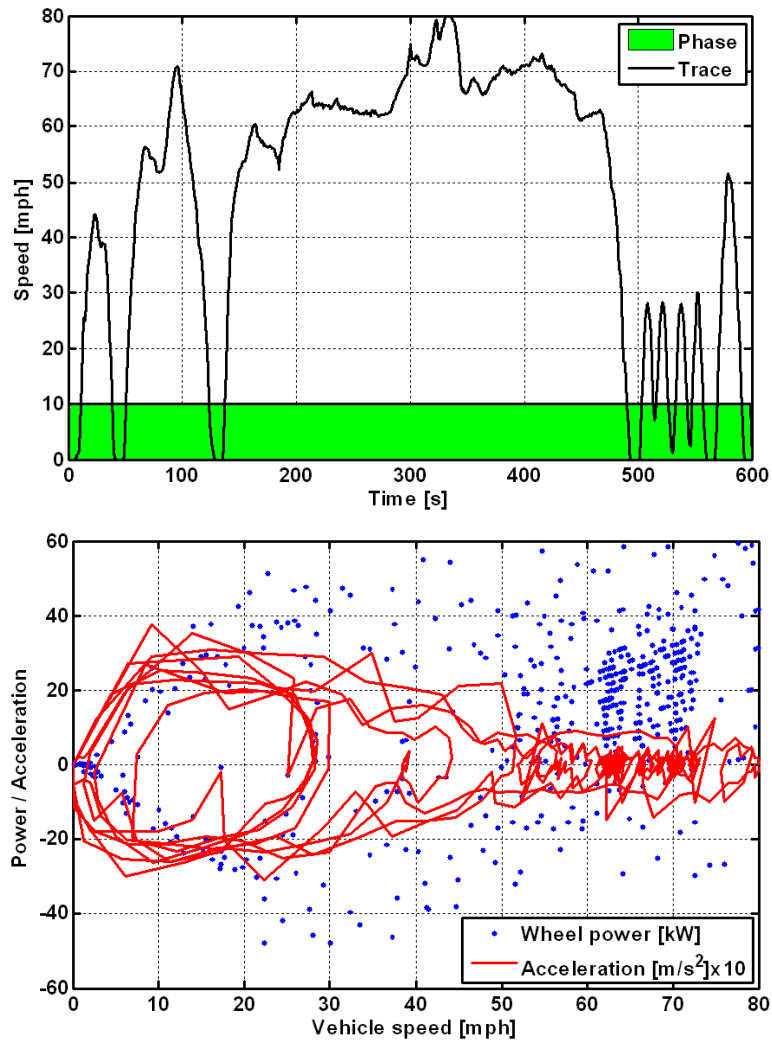 80
70
60
50
40
30
20
10
0
Speed [mph]
Phase
Trace
0 100 200 300 400 500 600
Time [s]
60
40
20
0
-20
-40
-60
Power / Acceleration
Wheel power [kW]
Acceleration [m/s²]x10
0 10 20 30 40 50 60 70 80
Vehicle speed [mph]